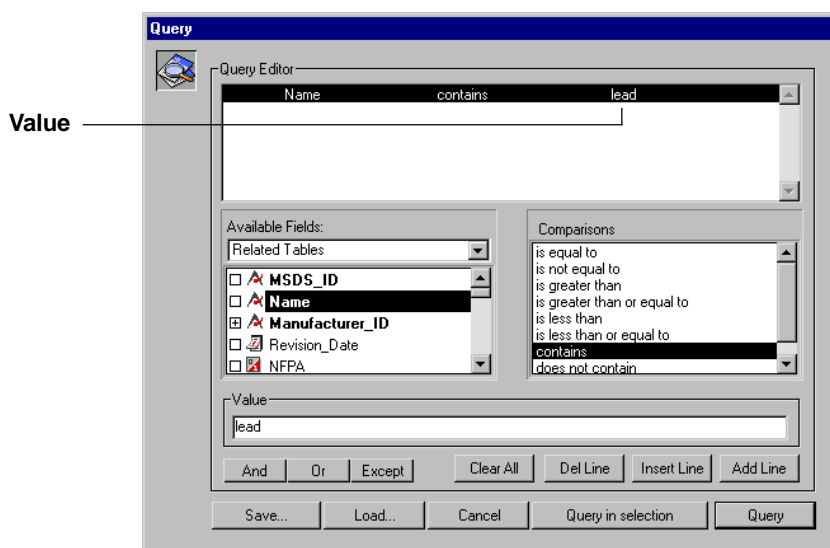 Query
Query Editor
Name contains lead
Value
Available Fields:
Related Tables
MSDS_ID
Name
Manufacturer_ID
Revision_Date
NFPA
Comparisons
is equal to
is not equal to
is greater than
is greater than or equal to
is less than
is less than or equal to
contains
does not contain
Value
lead
And Or Except Clear All Del Line Insert Line Add Line
Save... Load... Cancel Query in selection Query